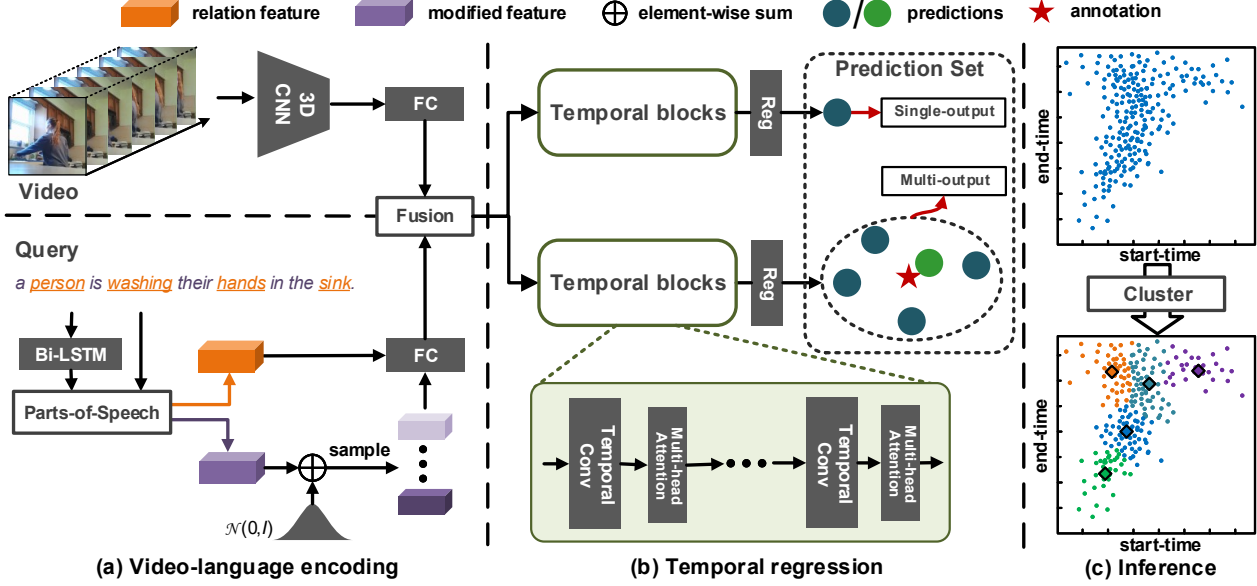 relation feature
modified feature
element-wise sum
/
predictions
annotation
3D
CNN
FC
Video
Fusion
Query
a person is washing their hands in the sink.
Bi-LSTM
Parts-of-Speech
FC
sample
𝒩(0,I)
(a) Video-language encoding
Temporal blocks
Reg
Prediction Set
Single-output
Multi-output
Temporal blocks
Reg
Temporal
Conv
Multi-head
Attention
Temporal
Conv
Multi-head
Attention
(b) Temporal regression
end-time
start-time
Cluster
end-time
start-time
(c) Inference